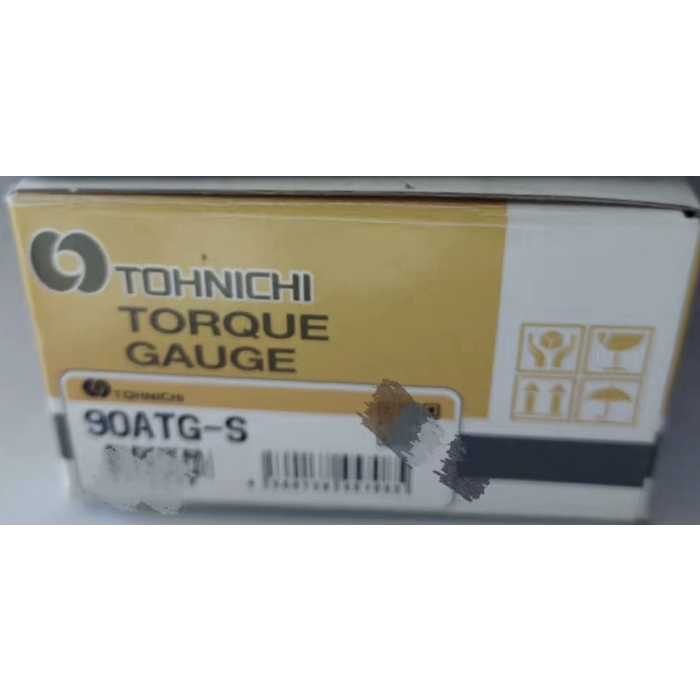 TOHNICHI
TORQUE
GAUGE
TOHNICHI
90ATG-S